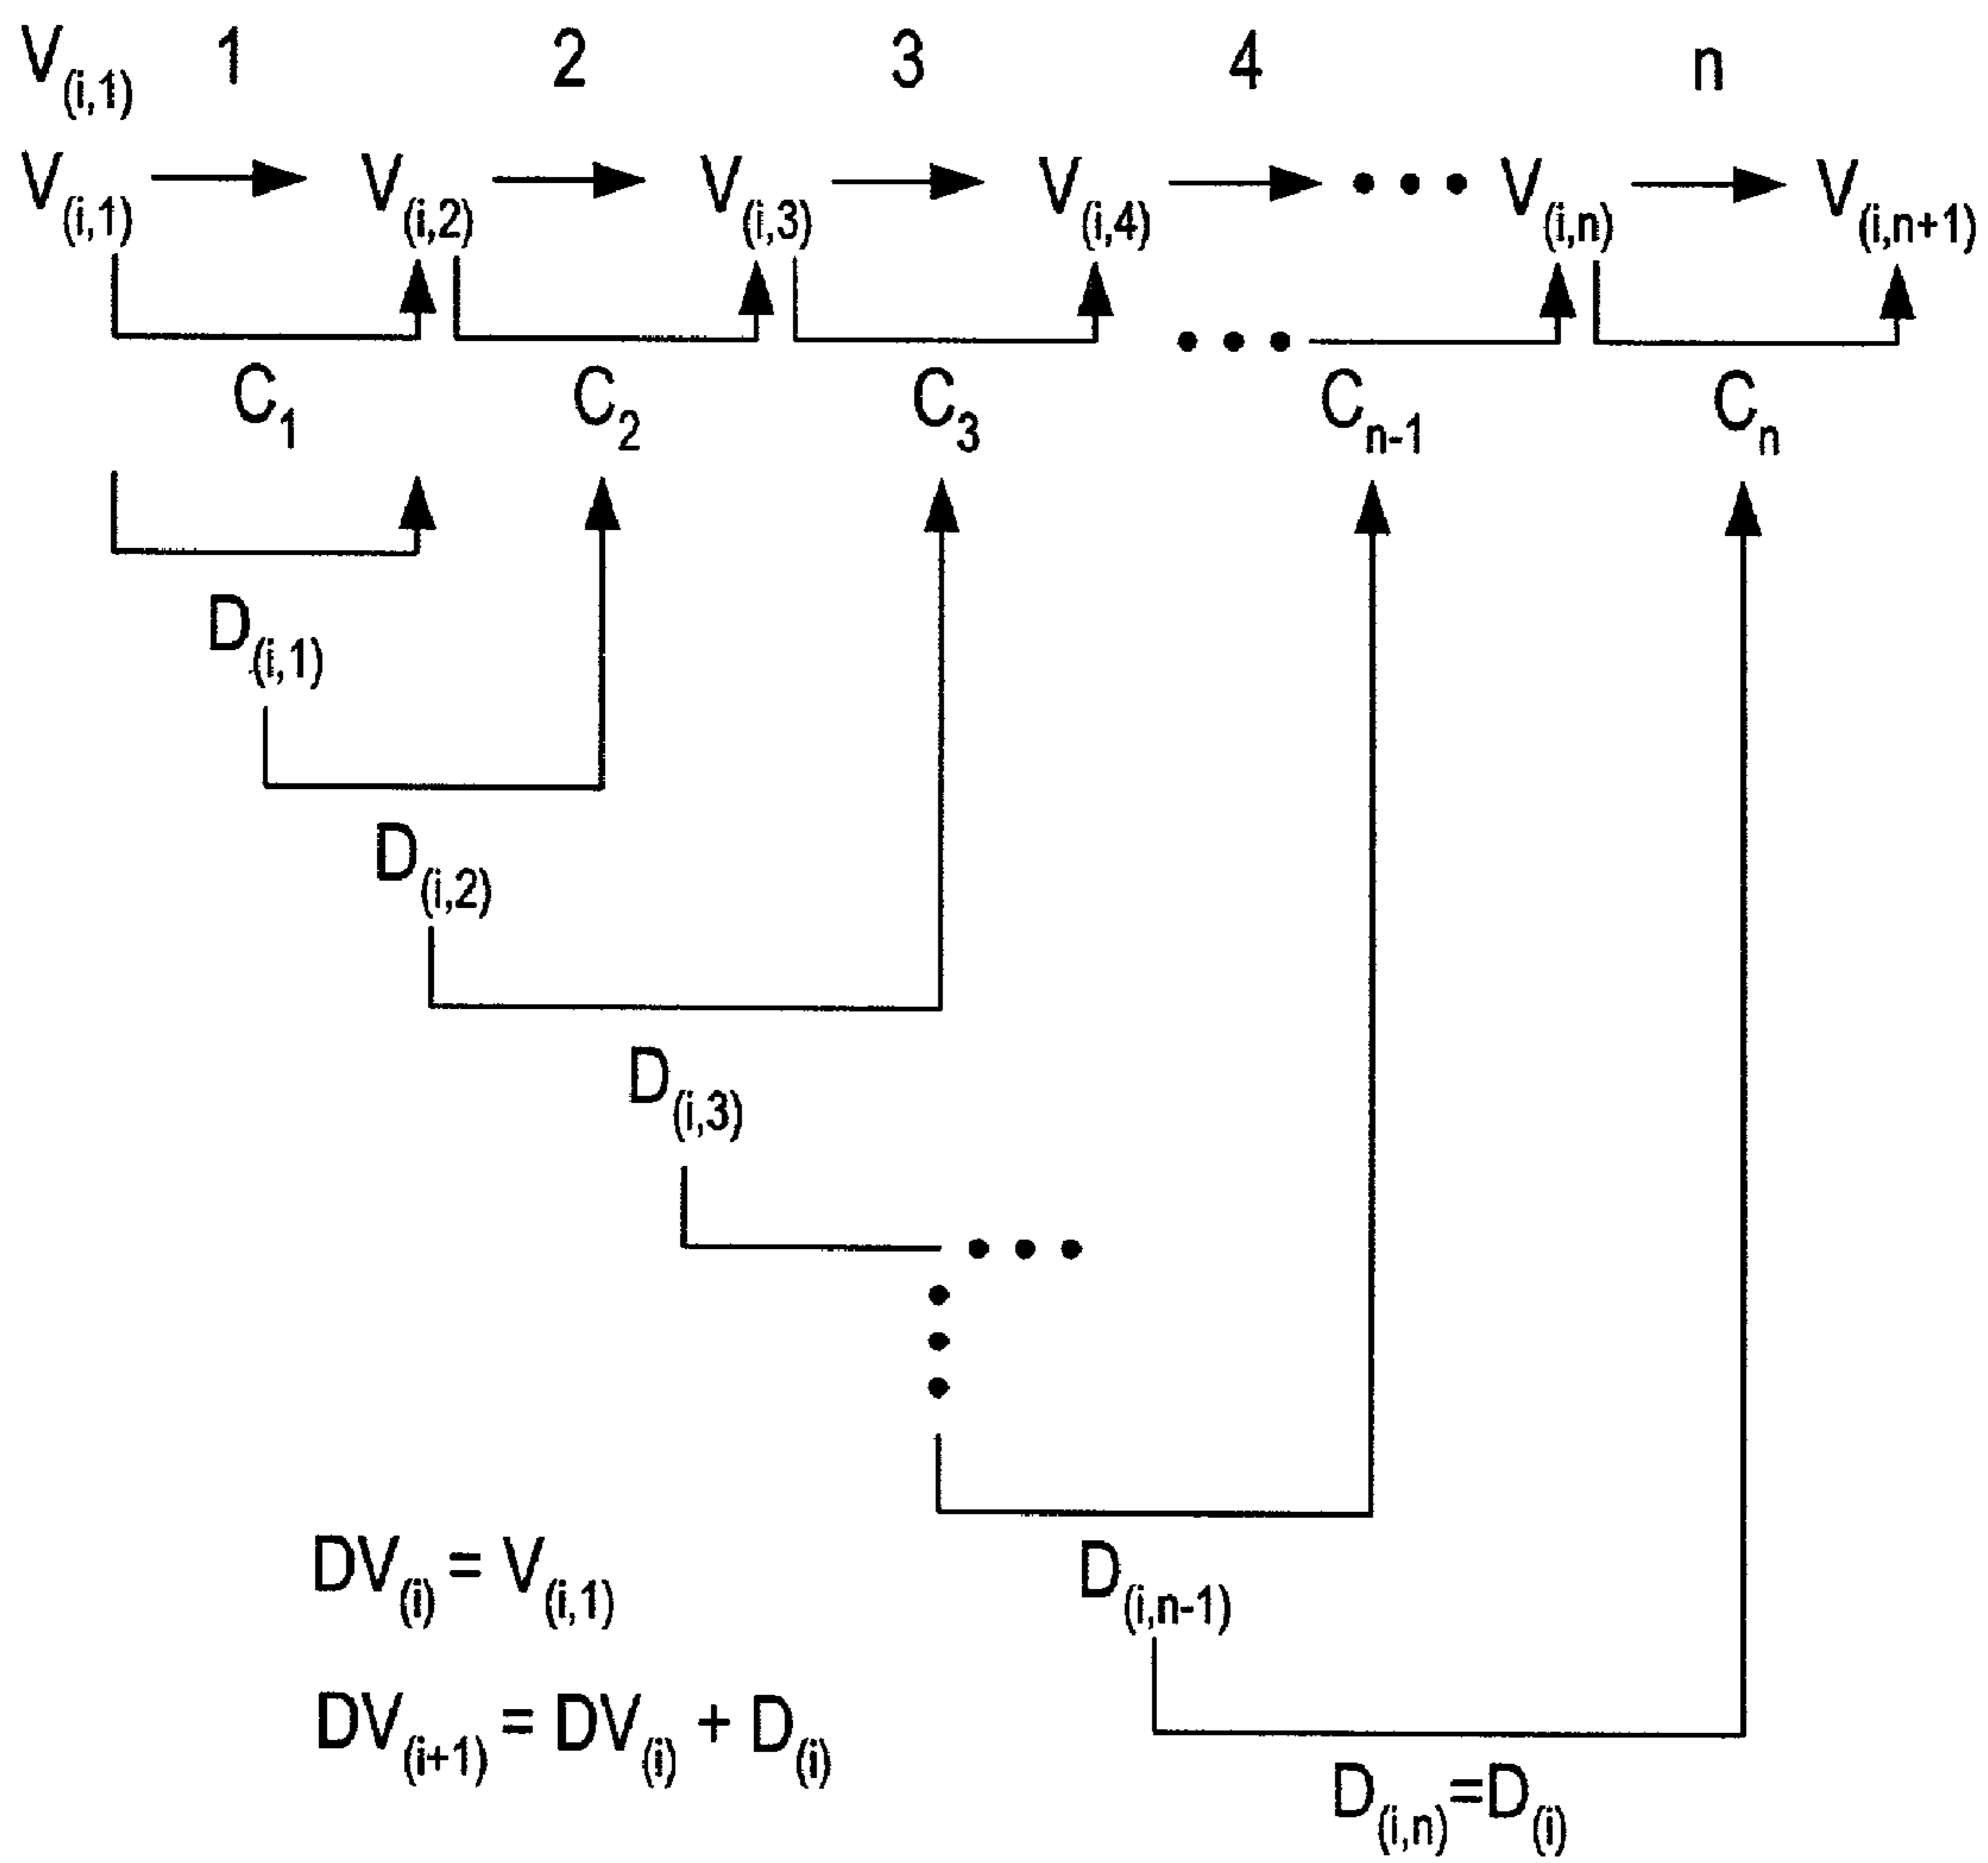 V(i,1) 1 2 3 4 n
V(i,1) V(i,2) V(i,3) V(i,4) ••• V(i,n) V(i,n+1)
•••
C1 C2 C3 Cn-1 Cn
D(i,1)
D(i,2)
D(i,3)
•••
DV(i) = V(i,1)
D(i,n-1)
DV(i+1) = DV(i) + D(i)
D(i,n)=D(i)